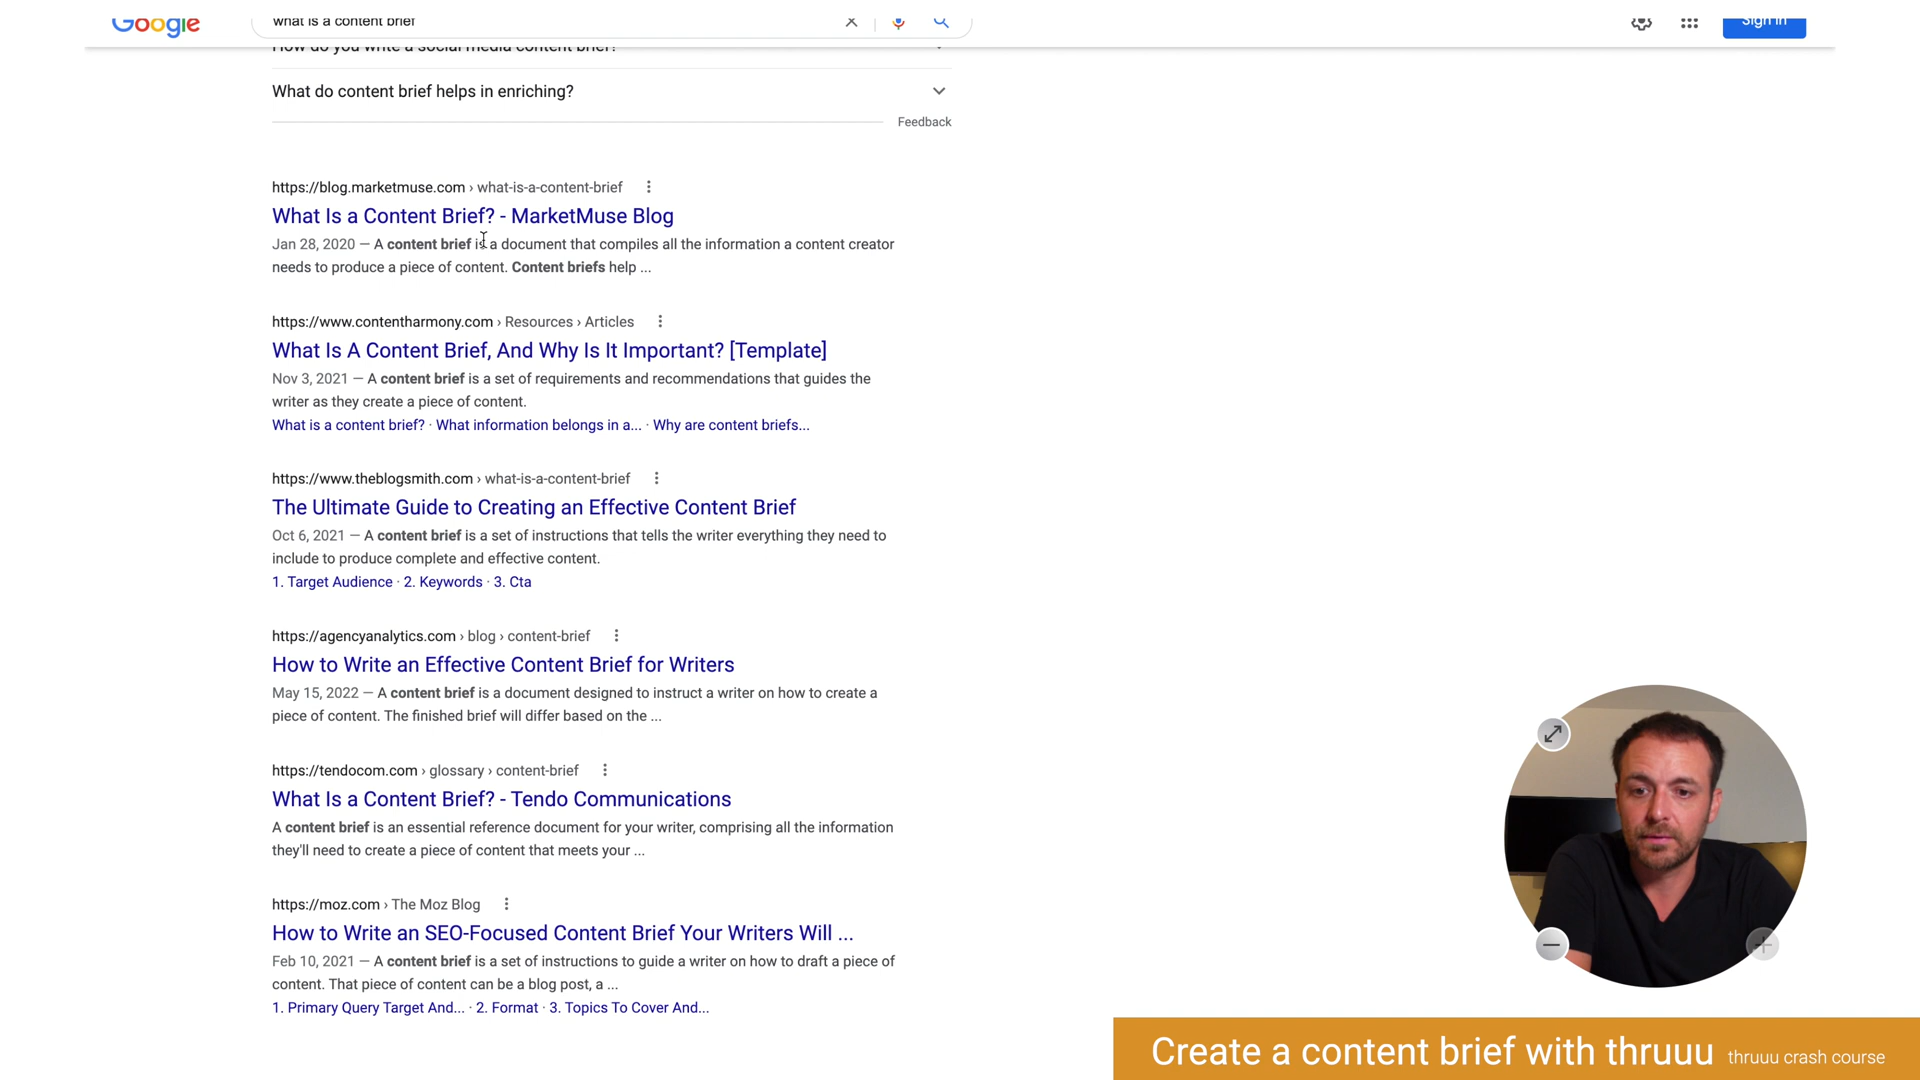 Google
what is a content brief
Sign in
How do you write a social media content brief?
What do content brief helps in enriching?
Feedback
https://blog.marketmuse.com › what-is-a-content-brief
What Is a Content Brief? - MarketMuse Blog
Jan 28, 2020 — A content brief is a document that compiles all the information a content creator
needs to produce a piece of content. Content briefs help ...
https://www.contentharmony.com › Resources › Articles
What Is A Content Brief, And Why Is It Important? [Template]
Nov 3, 2021 — A content brief is a set of requirements and recommendations that guides the
writer as they create a piece of content.
What is a content brief? · What information belongs in a... · Why are content briefs...
https://www.theblogsmith.com › what-is-a-content-brief
The Ultimate Guide to Creating an Effective Content Brief
Oct 6, 2021 — A content brief is a set of instructions that tells the writer everything they need to
include to produce complete and effective content.
1. Target Audience · 2. Keywords · 3. Cta
https://agencyanalytics.com › blog › content-brief
How to Write an Effective Content Brief for Writers
May 15, 2022 — A content brief is a document designed to instruct a writer on how to create a
piece of content. The finished brief will differ based on the ...
https://tendocom.com › glossary › content-brief
What Is a Content Brief? - Tendo Communications
A content brief is an essential reference document for your writer, comprising all the information
they'll need to create a piece of content that meets your ...
https://moz.com › The Moz Blog
How to Write an SEO-Focused Content Brief Your Writers Will ...
Feb 10, 2021 — A content brief is a set of instructions to guide a writer on how to draft a piece of
content. That piece of content can be a blog post, a ...
1. Primary Query Target And... · 2. Format · 3. Topics To Cover And...
Create a content brief with thruuu thruuu crash course